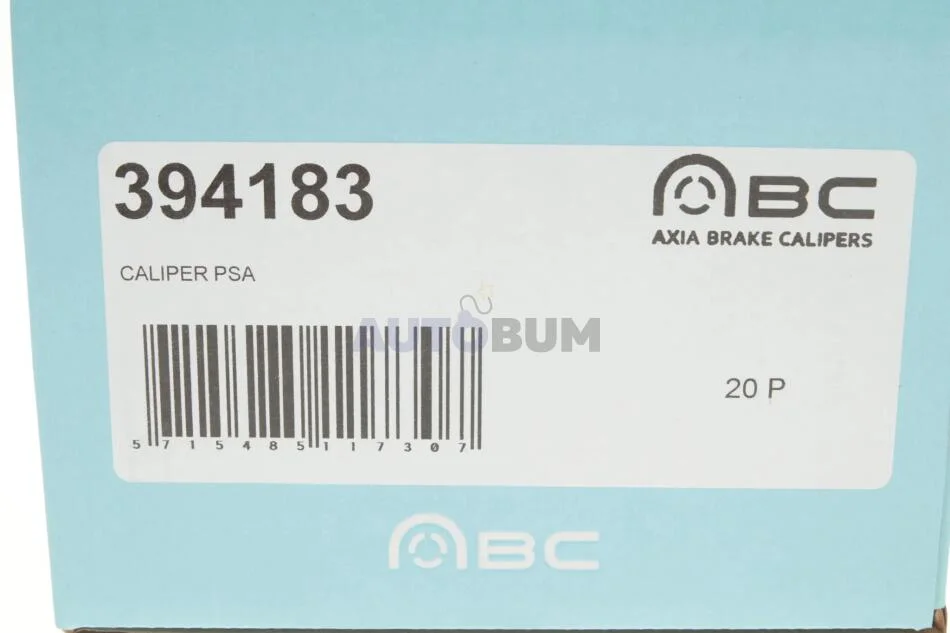 394183
ABC
AXIA BRAKE CALIPERS
CALIPER PSA
AUTOBUM
20 P
5715485117307
ABC